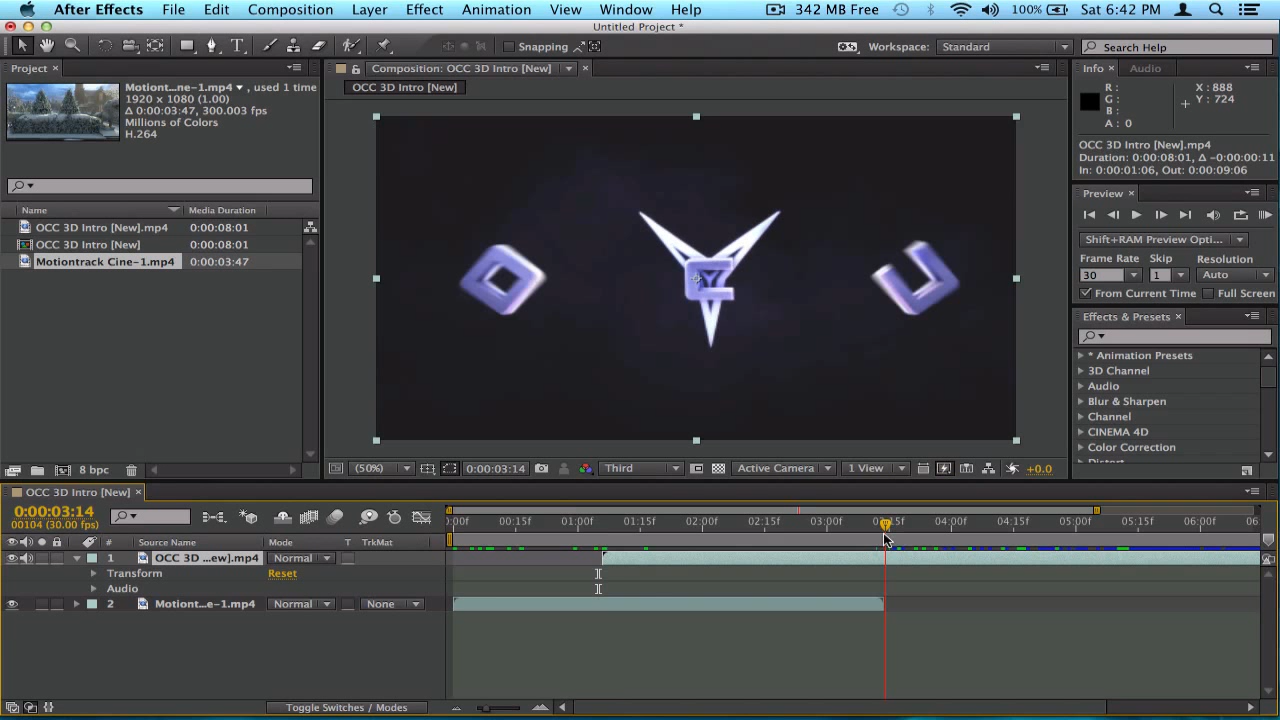 After Effects File Edit Composition Layer Effect Animation View Window Help 342 MB Free 100% Sat 6:42 PM
Untitled Project *
Snapping Workspace: Standard Search Help
Project Composition: OCC 3D Intro [New] Info Audio
OCC 3D Intro [New]
Motiont...ne-1.mp4 , used 1 time
1920 x 1080 (1.00)
Δ 0:00:03:47, 300.003 fps
Millions of Colors
H.264
R : X : 888
G : Y : 724
B :
A : 0
OCC 3D Intro [New].mp4
Duration: 0:00:08:01, Δ -0:00:00:11
In: 0:00:01:06, Out: 0:00:09:06
Preview
Shift+RAM Preview Opti...
Frame Rate Skip Resolution
30 1 Auto
From Current Time Full Screen
Effects & Presets
* Animation Presets
3D Channel
Audio
Blur & Sharpen
Channel
CINEMA 4D
Color Correction
Distort
Name Media Duration
OCC 3D Intro [New].mp4 0:00:08:01
OCC 3D Intro [New] 0:00:08:01
Motiontrack Cine-1.mp4 0:00:03:47
8 bpc
(50%) 0:00:03:14 Third Active Camera 1 View +0.0
OCC 3D Intro [New]
0:00:03:14
00104 (30.00 fps)
:00f 00:15f 01:00f 01:15f 02:00f 02:15f 03:00f 04:00f 04:15f 05:00f 05:15f 06:00f 06
# Source Name Mode T TrkMat
1 OCC 3D ...ew].mp4 Normal
Transform Reset
Audio
2 Motiont...e-1.mp4 Normal None
Toggle Switches / Modes